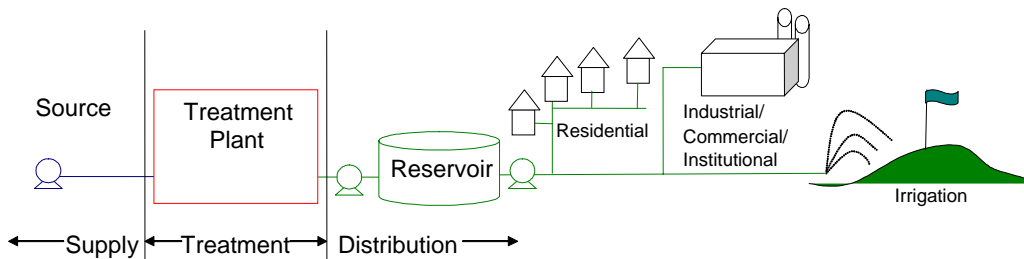 Source
Treatment
Plant
Reservoir
Residential
Industrial/
Commercial/
Institutional
Irrigation
Supply
Treatment
Distribution